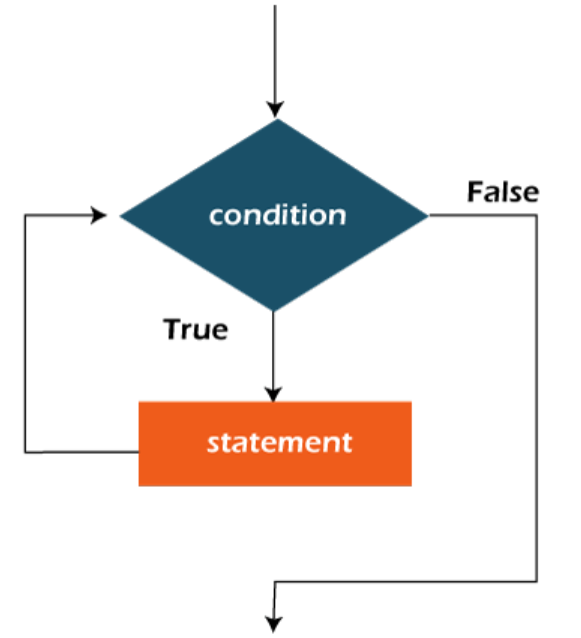 condition
False
True
statement